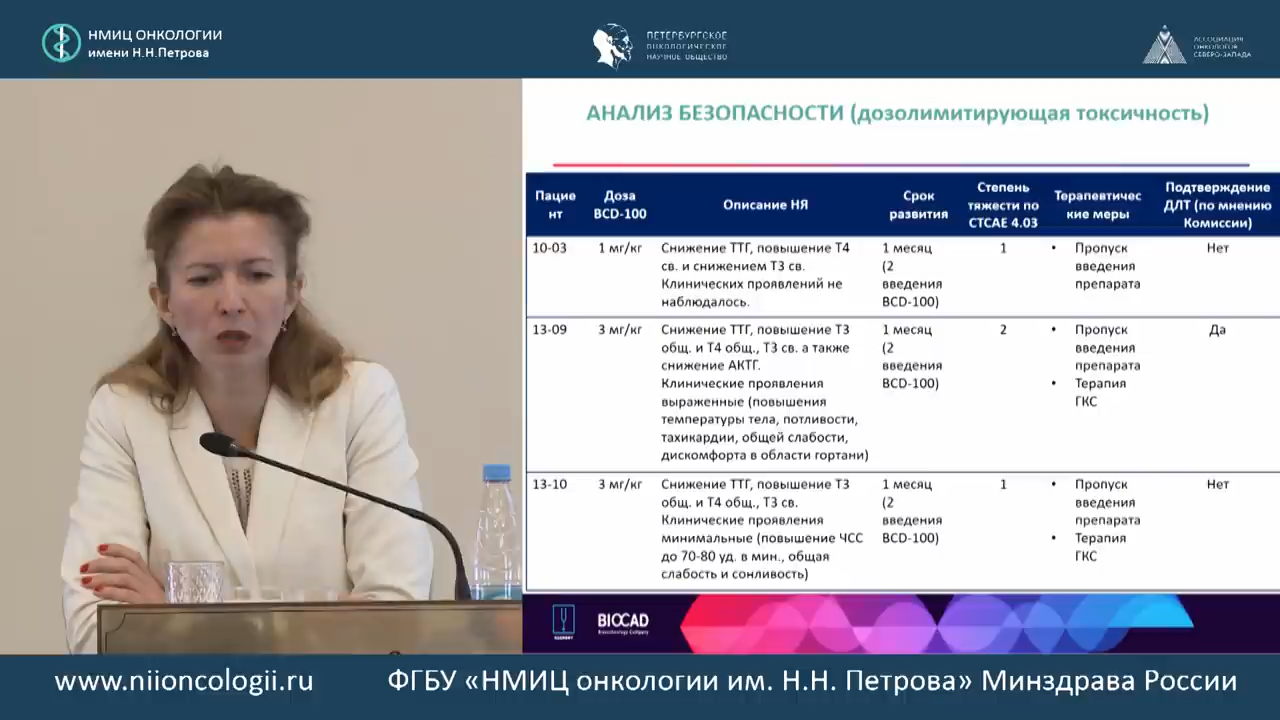 НМИЦ ОНКОЛОГИИ
имени Н.Н.Петрова
ПЕТЕРБУРГСКОЕ
ОНКОЛОГИЧЕСКОЕ
НАУЧНОЕ ОБЩЕСТВО
АССОЦИАЦИЯ
ОНКОЛОГОВ
СЕВЕРО-ЗАПАДА
АНАЛИЗ БЕЗОПАСНОСТИ (дозолимитирующая токсичность)
Пацие
нт
Доза
BCD-100
Описание НЯ
Срок
развития
Степень
тяжести по
СТСАЕ 4.03
Терапевтичес
кие меры
Подтверждение
ДЛТ (по мнению
Комиссии)
10-03
1 мг/кг
Снижение ТТГ, повышение Т4
св. и снижением Т3 св.
Клинических проявлений не
наблюдалось.
1 месяц
(2
введения
BCD-100)
1
• Пропуск
введения
препарата
Нет
13-09
3 мг/кг
Снижение ТТГ, повышение Т3
общ. и Т4 общ., Т3 св. а также
снижение АКТГ.
Клинические проявления
выраженные (повышения
температуры тела, потливости,
тахикардии, общей слабости,
дискомфорта в области гортани)
1 месяц
(2
введения
BCD-100)
2
• Пропуск
введения
препарата
• Терапия
ГКС
Да
13-10
3 мг/кг
Снижение ТТГ, повышение Т3
общ. и Т4 общ., Т3 св.
Клинические проявления
минимальные (повышение ЧСС
до 70-80 уд. в мин., общая
слабость и сонливость)
1 месяц
(2
введения
BCD-100)
1
• Пропуск
введения
препарата
• Терапия
ГКС
Нет
BIOCAD
Biotechnology Company
www.niioncologii.ru
ФГБУ «НМИЦ онкологии им. Н.Н. Петрова» Минздрава России